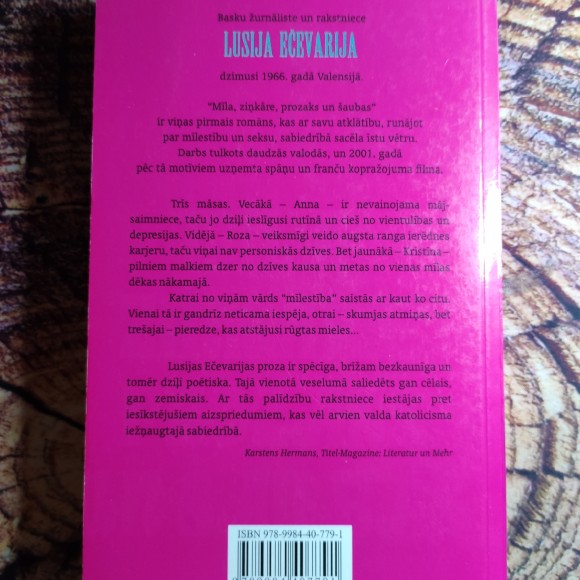 Basku žurnāliste un rakstniece
LUSIJA EČEVARIJA
dzimusi 1966. gadā Valensijā.
"Mīla, ziņkāre, prozaks un šaubas"
ir viņas pirmais romāns, kas ar savu atklātību, runājot
par mīlestību un seksu, sabiedrībā sacēla īstu vētru.
Darbs tulkots daudzās valodās, un 2001. gadā
pēc tā motīviem uzņemta spāņu un franču kopražojuma filma.
Trīs māsas. Vecākā – Anna – ir nevainojama māj-
saimniece, taču jo dziļi ieslīgusi rutīnā un cieš no vientulības un
depresijas. Vidējā – Roza – veiksmīgi veido augsta ranga ierēdnes
karjeru, taču viņai nav personiskās dzīves. Bet jaunākā – Kristīna –
pilniem malkiem dzer no dzīves kausa un metas no vienas mīlas
dēkas nākamajā.
Katrai no viņām vārds "mīlestība" saistās ar kaut ko citu.
Vienai tā ir gandrīz neticama iespēja, otrai – skumjas atmiņas, bet
trešajai – pieredze, kas atstājusi rūgtas mieles...
Lusijas Ečevarijas proza ir spēcīga, brīžam bezkaunīga un
tomēr dziļi poētiska. Tajā vienotā veselumā saliedēts gan cēlais,
gan zemiskais. Ar tās palīdzību rakstniece iestājas pret
iesīkstējušiem aizspriedumiem, kas vēl arvien valda katolicisma
iežņaugtajā sabiedrībā.
Karstens Hermans, Titel-Magazine: Literatur un Mehr
ISBN 978-9984-40-779-1